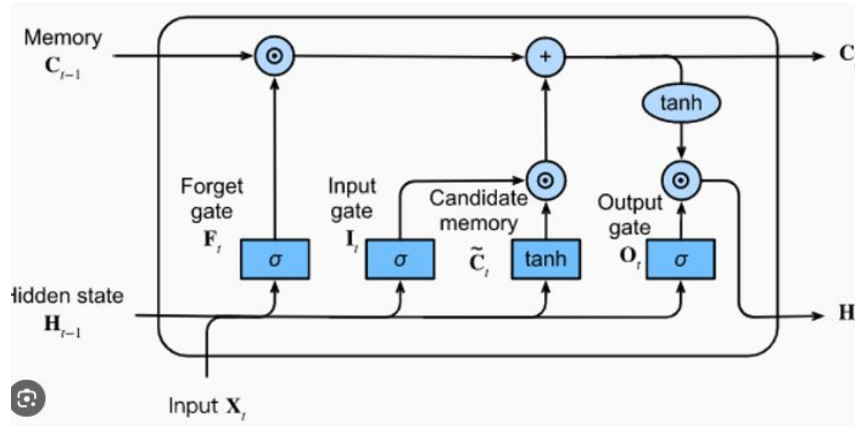 Memory
C_{t−1}
+
C
tanh
Forget gate
F_t
Input gate
I_t
Candidate memory
C̃_t
Output gate
O_t
σ
σ
tanh
σ
idden state
H_{t−1}
H
Input X_t